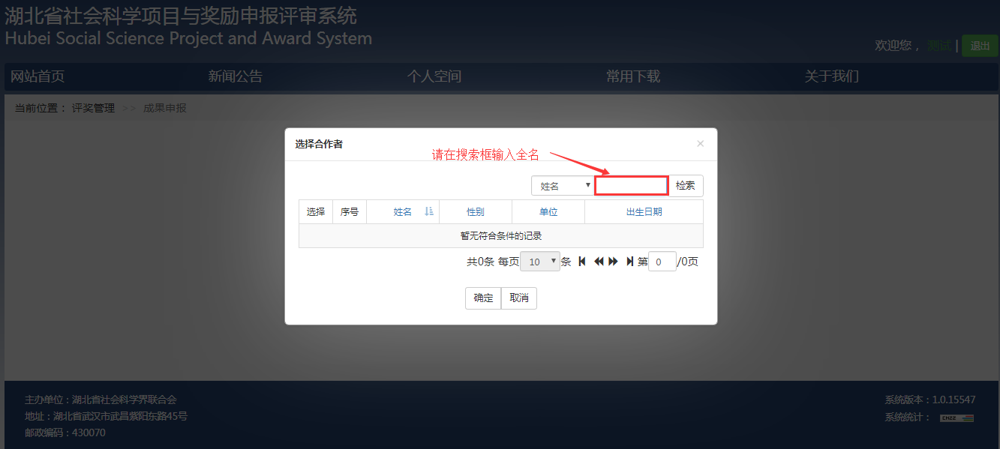 湖北省社会科学项目与奖励申报评审系统
Hubei Social Science Project and Award System
欢迎您， 测试 | 退出
网站首页 新闻公告 个人空间 常用下载 关于我们
当前位置： 评奖管理 >> 成果申报
选择合作者 ×
请在搜索框输入全名
姓名 检索
选择 序号 姓名 性别 单位 出生日期
暂无符合条件的记录
共0条 每页 10 条 第 0 /0页
确定 取消
主办单位：湖北省社会科学界联合会
地址：湖北省武汉市武昌紫阳东路45号
邮政编码：430070
系统版本：1.0.15547
系统统计： CNZZ